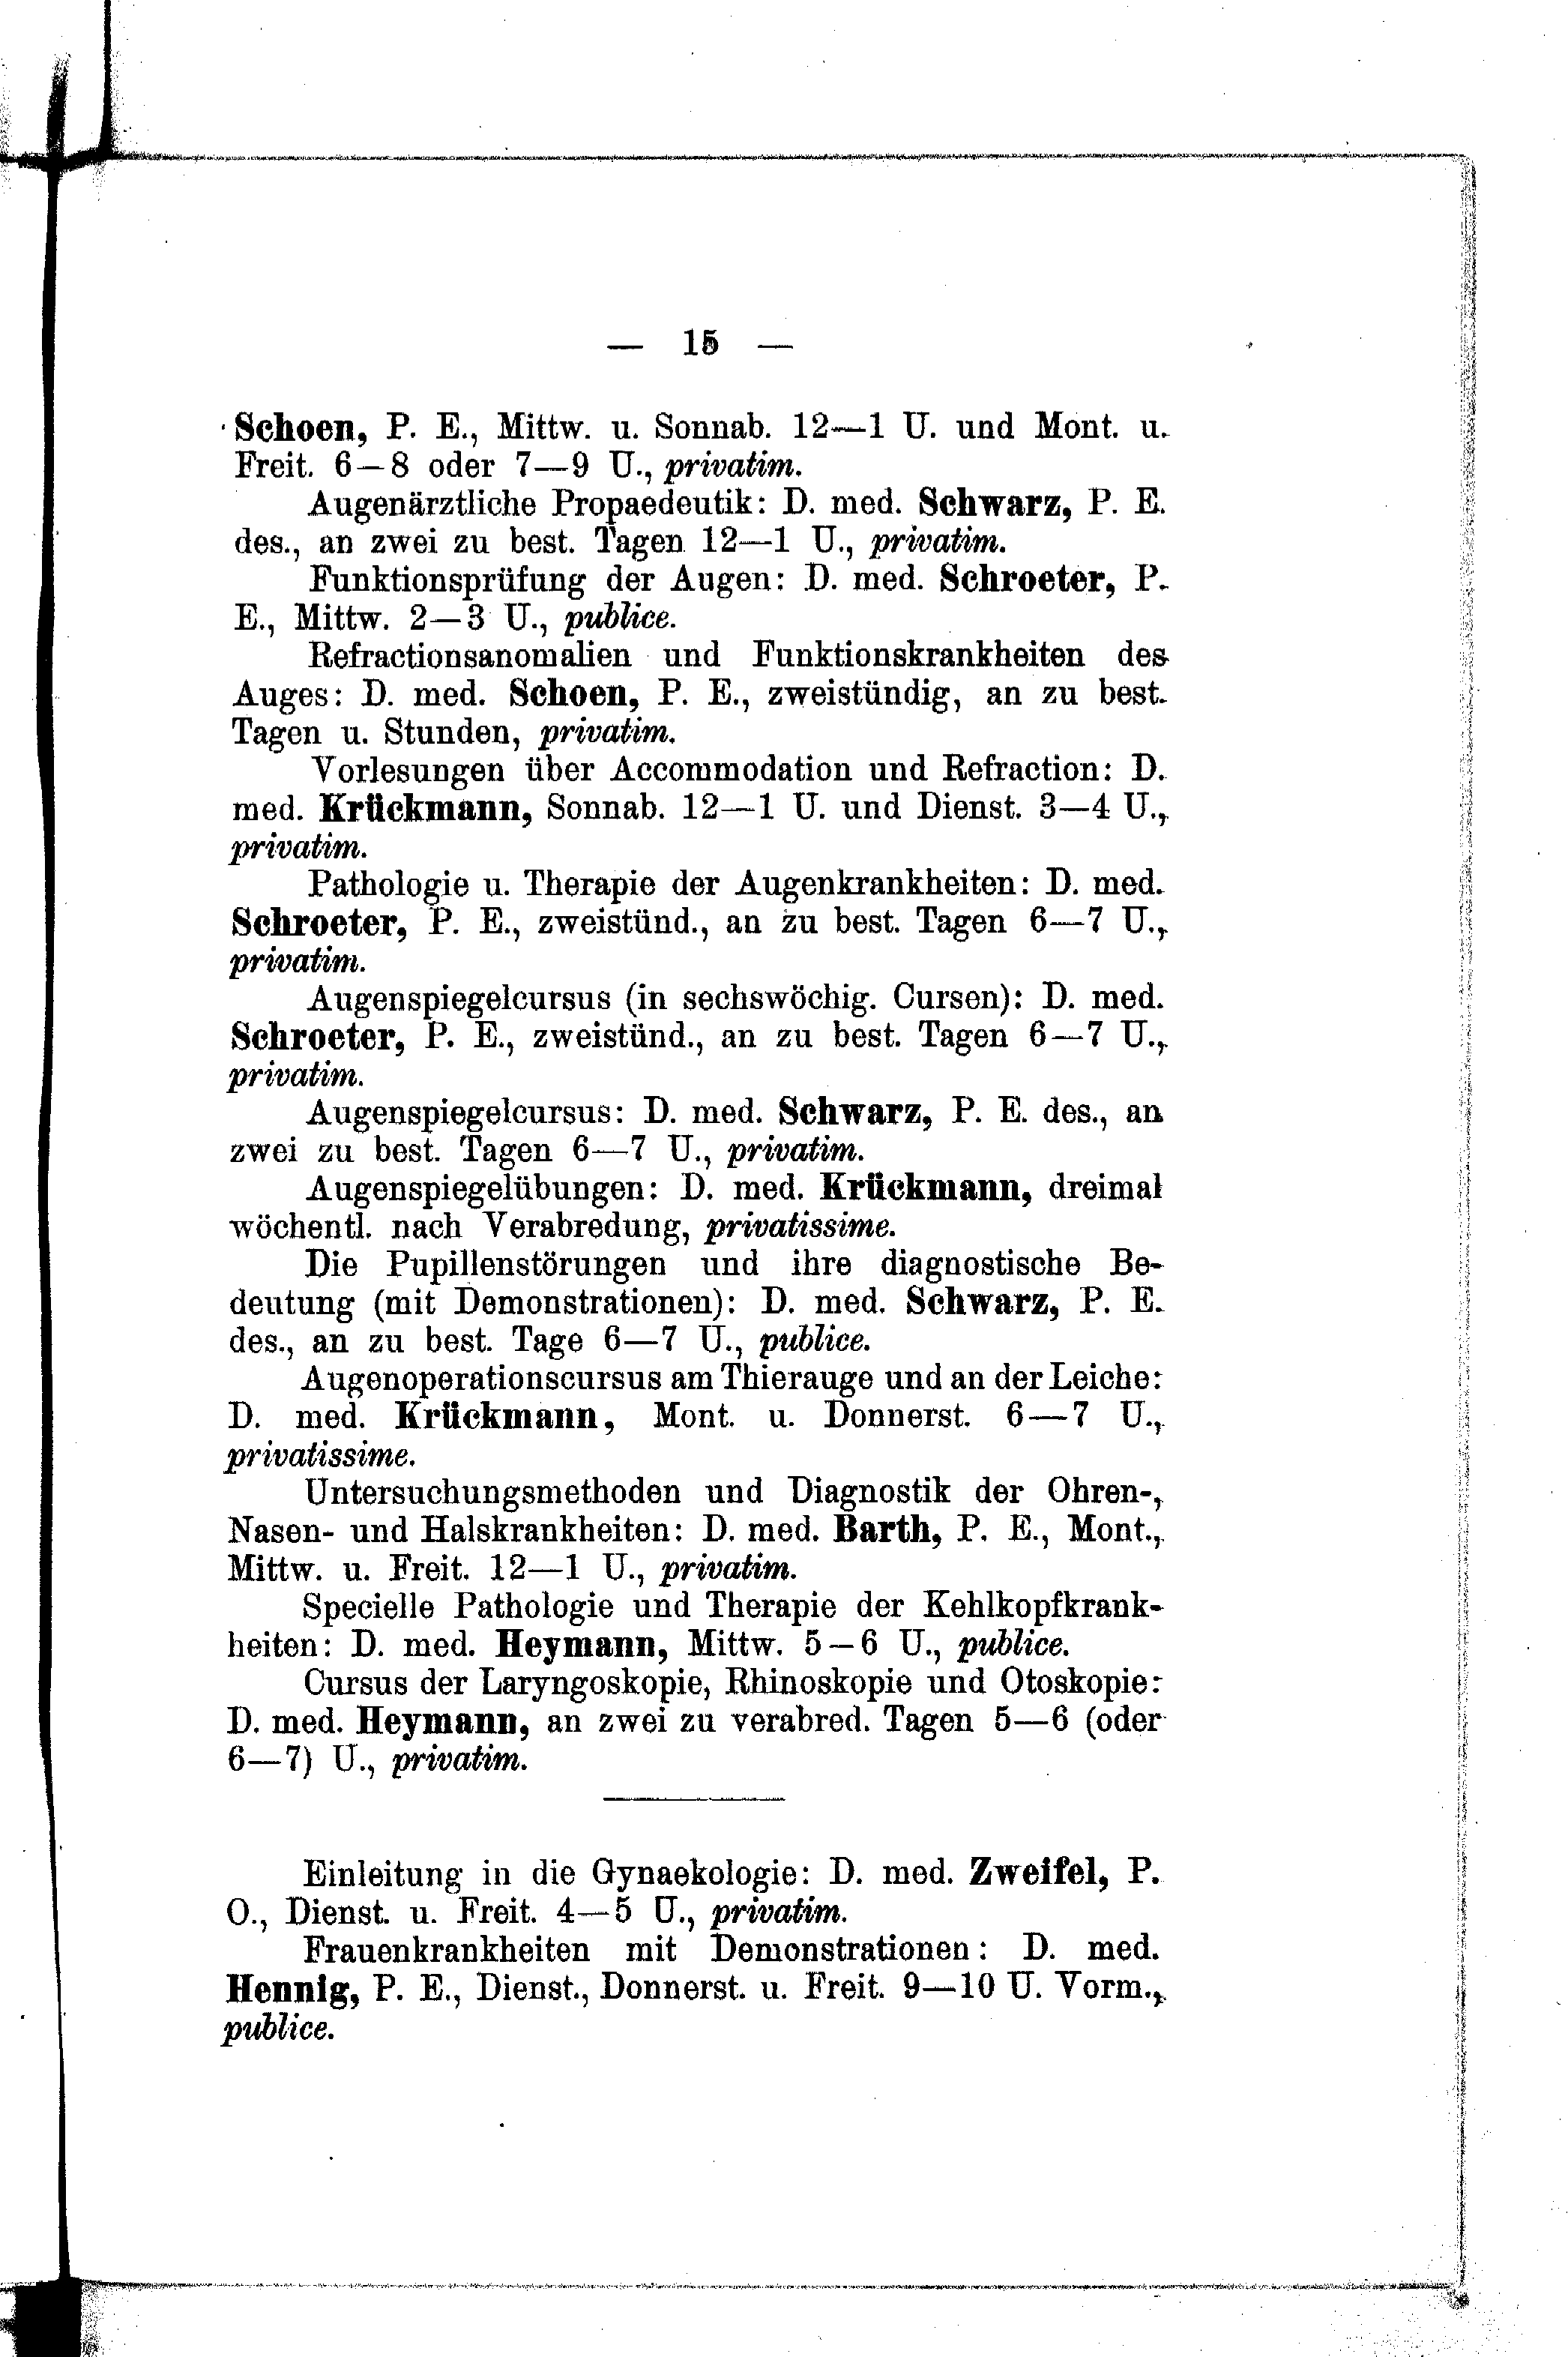 — 15 —
Schoen, P. E., Mittw. u. Sonnab. 12—1 U. und Mont. u.
Freit. 6—8 oder 7—9 U., privatim.
Augenärztliche Propaedeutik: D. med. Schwarz, P. E.
des., an zwei zu best. Tagen 12—1 U., privatim.
Funktionsprüfung der Augen: D. med. Schroeter, P.
E., Mittw. 2—3 U., publice.
Refractionsanomalien und Funktionskrankheiten des
Auges: D. med. Schoen, P. E., zweistündig, an zu best.
Tagen u. Stunden, privatim.
Vorlesungen über Accommodation und Refraction: D.
med. Krückmann, Sonnab. 12—1 U. und Dienst. 3—4 U.,
privatim.
Pathologie u. Therapie der Augenkrankheiten: D. med.
Schroeter, P. E., zweistünd., an zu best. Tagen 6—7 U.,
privatim.
Augenspiegelcursus (in sechswöchig. Cursen): D. med.
Schroeter, P. E., zweistünd., an zu best. Tagen 6—7 U.,
privatim.
Augenspiegelcursus: D. med. Schwarz, P. E. des., an
zwei zu best. Tagen 6—7 U., privatim.
Augenspiegelübungen: D. med. Krückmann, dreimal
wöchentl. nach Verabredung, privatissime.
Die Pupillenstörungen und ihre diagnostische Be-
deutung (mit Demonstrationen): D. med. Schwarz, P. E.
des., an zu best. Tage 6—7 U., publice.
Augenoperationscursus am Thierauge und an der Leiche:
D. med. Krückmann, Mont. u. Donnerst. 6—7 U.,
privatissime.
Untersuchungsmethoden und Diagnostik der Ohren-,
Nasen- und Halskrankheiten: D. med. Barth, P. E., Mont.,
Mittw. u. Freit. 12—1 U., privatim.
Specielle Pathologie und Therapie der Kehlkopfkrank-
heiten: D. med. Heymann, Mittw. 5—6 U., publice.
Cursus der Laryngoskopie, Rhinoskopie und Otoskopie:
D. med. Heymann, an zwei zu verabred. Tagen 5—6 (oder
6—7) U., privatim.
Einleitung in die Gynaekologie: D. med. Zweifel, P.
O., Dienst. u. Freit. 4—5 U., privatim.
Frauenkrankheiten mit Demonstrationen: D. med.
Hennig, P. E., Dienst., Donnerst. u. Freit. 9—10 U. Vorm.,
publice.